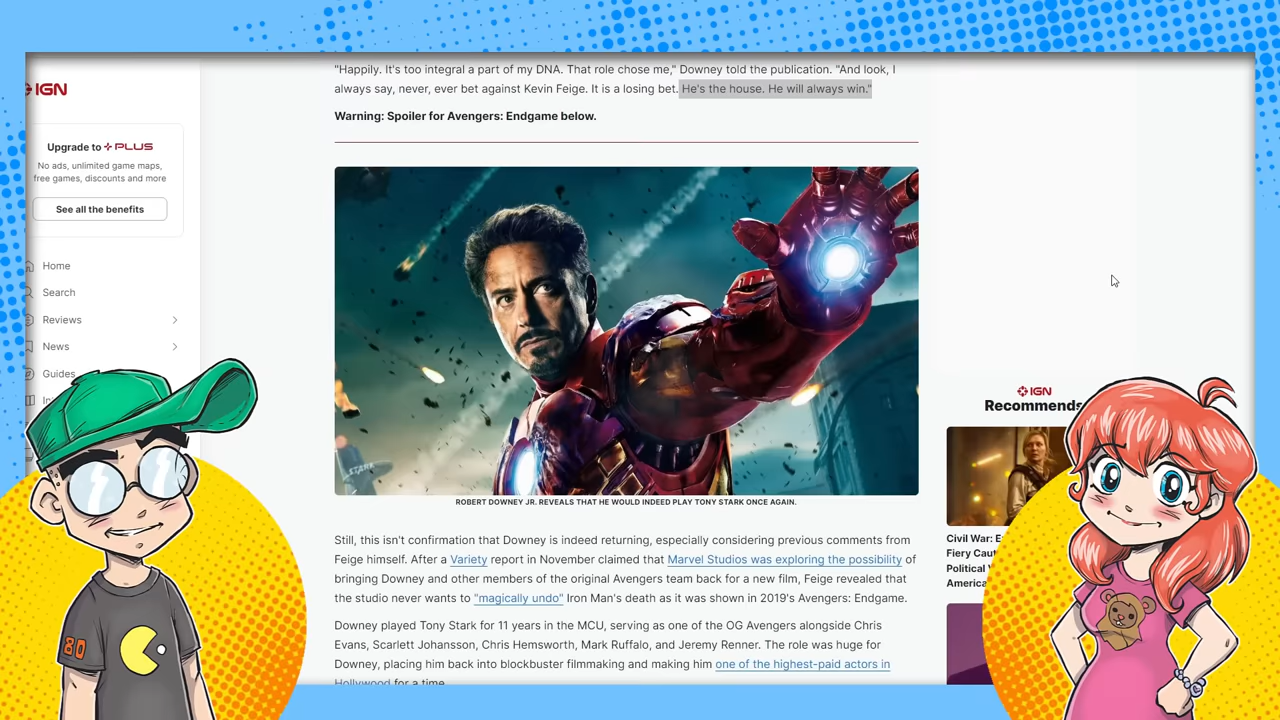 "Happily. It's too integral a part of my DNA. That role chose me," Downey told the publication. "And look, I
always say, never, ever bet against Kevin Feige. It is a losing bet. He's the house. He will always win."
Warning: Spoiler for Avengers: Endgame below.
IGN
Upgrade to PLUS
No ads, unlimited game maps,
free games, discounts and more
See all the benefits
Home
Search
Reviews
News
Guides
STARK
ROBERT DOWNEY JR. REVEALS THAT HE WOULD INDEED PLAY TONY STARK ONCE AGAIN.
Still, this isn't confirmation that Downey is indeed returning, especially considering previous comments from
Feige himself. After a Variety report in November claimed that Marvel Studios was exploring the possibility of
bringing Downey and other members of the original Avengers team back for a new film, Feige revealed that
the studio never wants to "magically undo" Iron Man's death as it was shown in 2019's Avengers: Endgame.
Downey played Tony Stark for 11 years in the MCU, serving as one of the OG Avengers alongside Chris
Evans, Scarlett Johansson, Chris Hemsworth, Mark Ruffalo, and Jeremy Renner. The role was huge for
Downey, placing him back into blockbuster filmmaking and making him one of the highest-paid actors in
Hollywood for a time.
IGN
Recommends
Civil War:
Fiery
Political
80